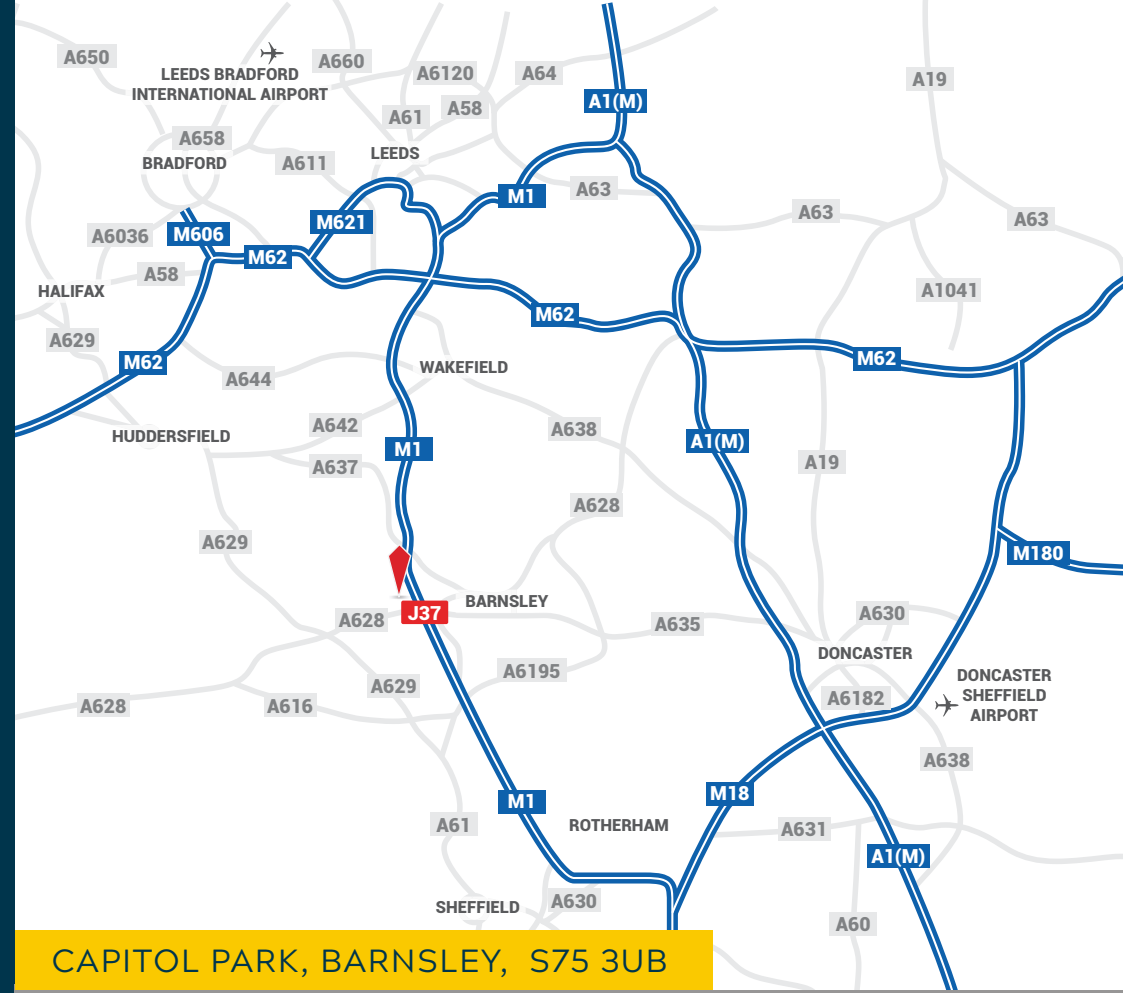 A650
LEEDS BRADFORD
INTERNATIONAL AIRPORT
A660
A6120
A64
A1(M)
A19
A61
A58
A658
BRADFORD
A611
LEEDS
M1
A63
A63
A63
A6036
M606
M621
M62
A58
HALIFAX
A1041
A629
M62
M62
M62
A644
WAKEFIELD
HUDDERSFIELD
A642
A637
M1
A638
A1(M)
A19
A628
A629
M180
J37
BARNSLEY
A628
A635
A630
DONCASTER
A6195
A629
A628
A616
A6182
DONCASTER
SHEFFIELD
AIRPORT
A638
M1
M18
A61
ROTHERHAM
A631
A1(M)
SHEFFIELD
A630
A60
CAPITOL PARK, BARNSLEY, S75 3UB